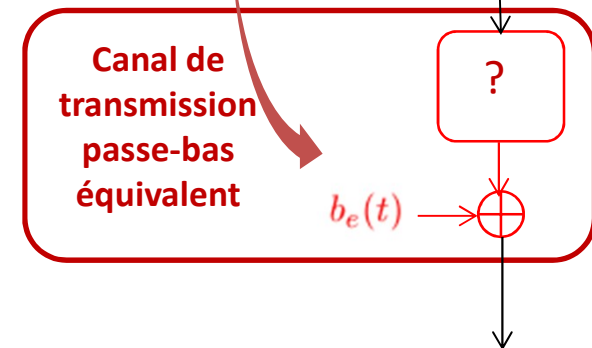 Canal de
transmission
passe-bas
équivalent
?
b_e(t)